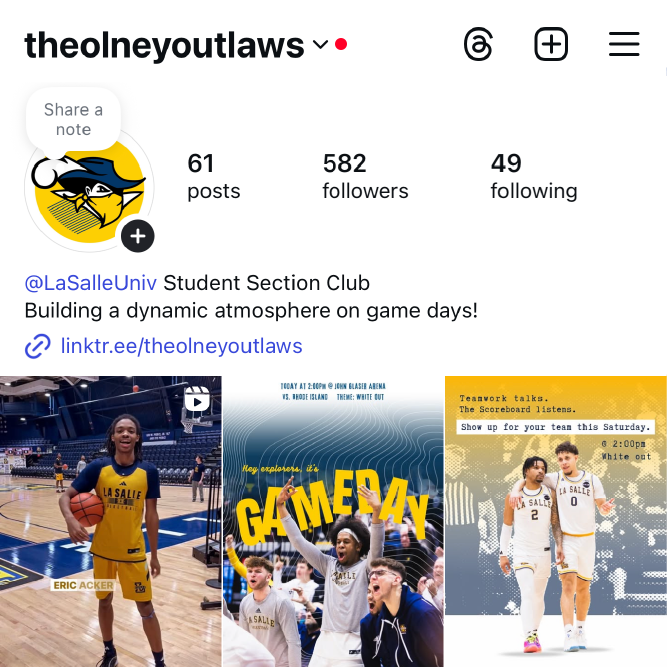 theolneyoutlaws
Share a
note
61
posts
582
followers
49
following
@LaSalleUniv Student Section Club
Building a dynamic atmosphere on game days!
linktr.ee/theolneyoutlaws
LA SALLE
ERIC ACKER
TODAY AT 2:00PM @ JOHN GLASER ARENA
VS. RHODE ISLAND THEME: WHITE OUT
Hey explorers, it's
GAMEDAY
LA SALLE
Teamwork talks.
The Scoreboard listens.
Show up for your team this Saturday.
@ 2:00pm
White out
LA SALLE
2
LA SALLE
0